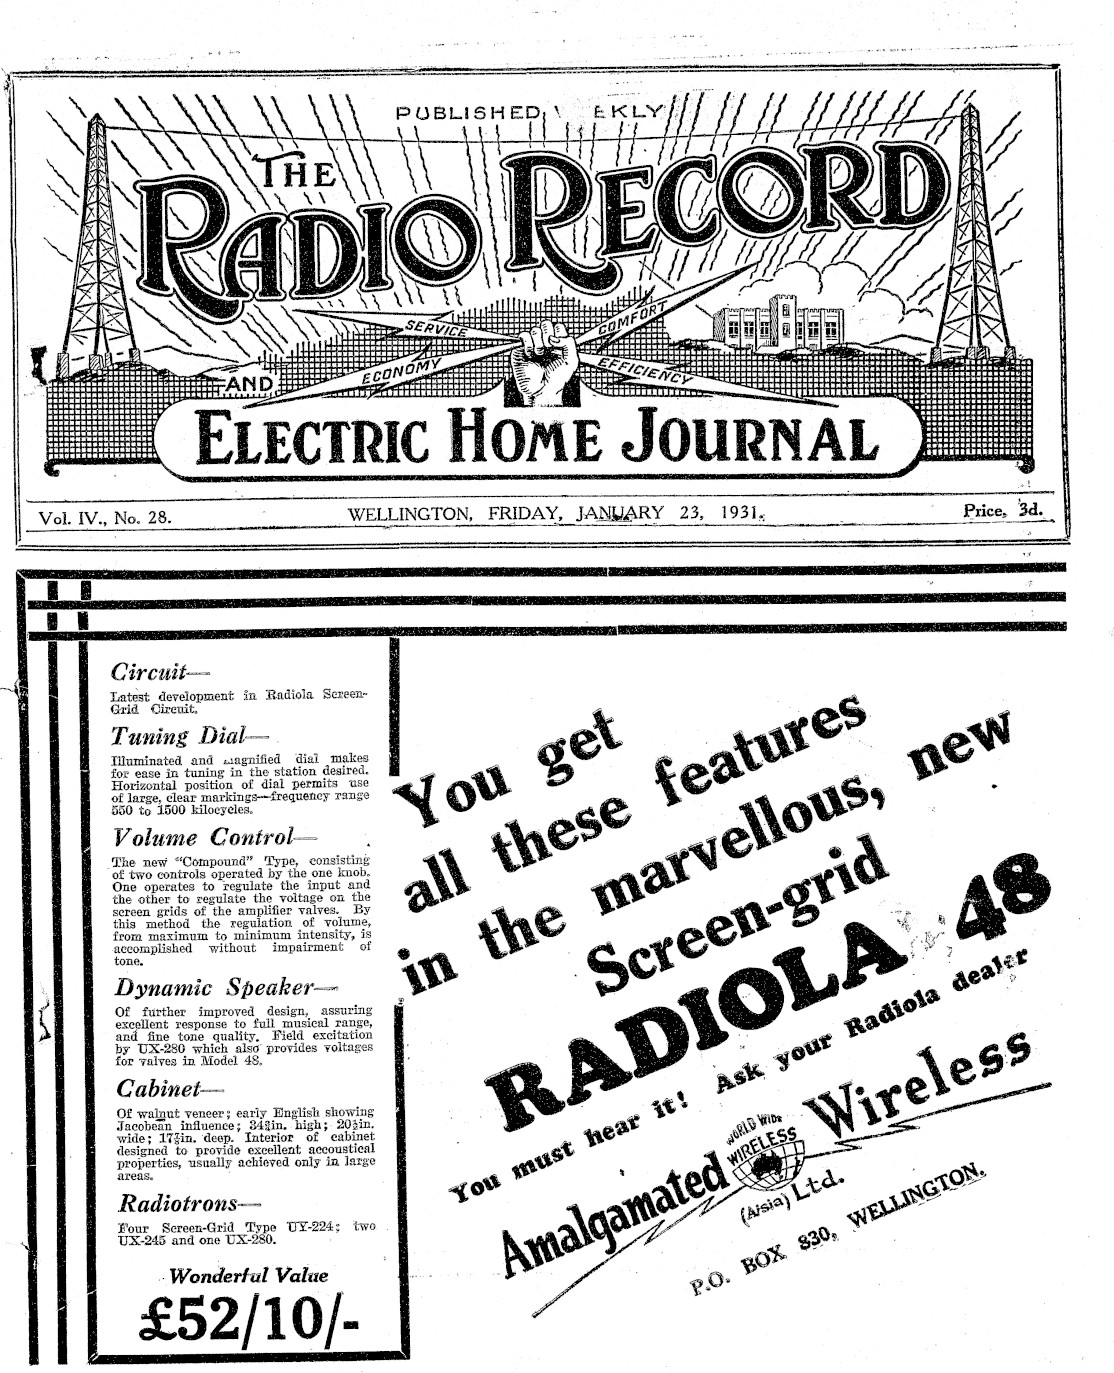 PUBLISHED WEEKLY
THE
RADIO RECORD
SERVICE
COMFORT
ECONOMY
EFFICIENCY
AND
ELECTRIC HOME JOURNAL
Vol. IV., No. 28.
WELLINGTON, FRIDAY, JANUARY 23, 1931.
Price, 3d.
Circuit—
Latest development in Radiola Screen-
Grid Circuit.
Tuning Dial—
Illuminated and magnified dial makes
for ease in tuning in the station desired.
Horizontal position of dial permits use
of large, clear markings—frequency range
550 to 1500 kilocycles.
Volume Control—
The new "Compound" Type, consisting
of two controls operated by the one knob.
One operates to regulate the input and
the other to regulate the voltage on the
screen grids of the amplifier valves. By
this method the regulation of volume,
from maximum to minimum intensity, is
accomplished without impairment of
tone.
Dynamic Speaker—
Of further improved design, assuring
excellent response to full musical range,
and fine tone quality. Field excitation
by UX-280 which also provides voltages
for valves in Model 48.
Cabinet—
Of walnut veneer; early English showing
Jacobean influence; 34¾in. high; 20½in.
wide; 17½in. deep. Interior of cabinet
designed to provide excellent accoustical
properties, usually achieved only in large
areas.
Radiotrons—
Four Screen-Grid Type UY-224; two
UX-245 and one UX-280.
Wonderful Value
£52/10/-
You get
all these features
in the marvellous, new
Screen-grid
RADIOLA 48
You must hear it! Ask your Radiola dealer
Amalgamated Wireless
WORLD WIDE
WIRELESS
(A/sia) Ltd.
P.O. BOX 830, WELLINGTON.